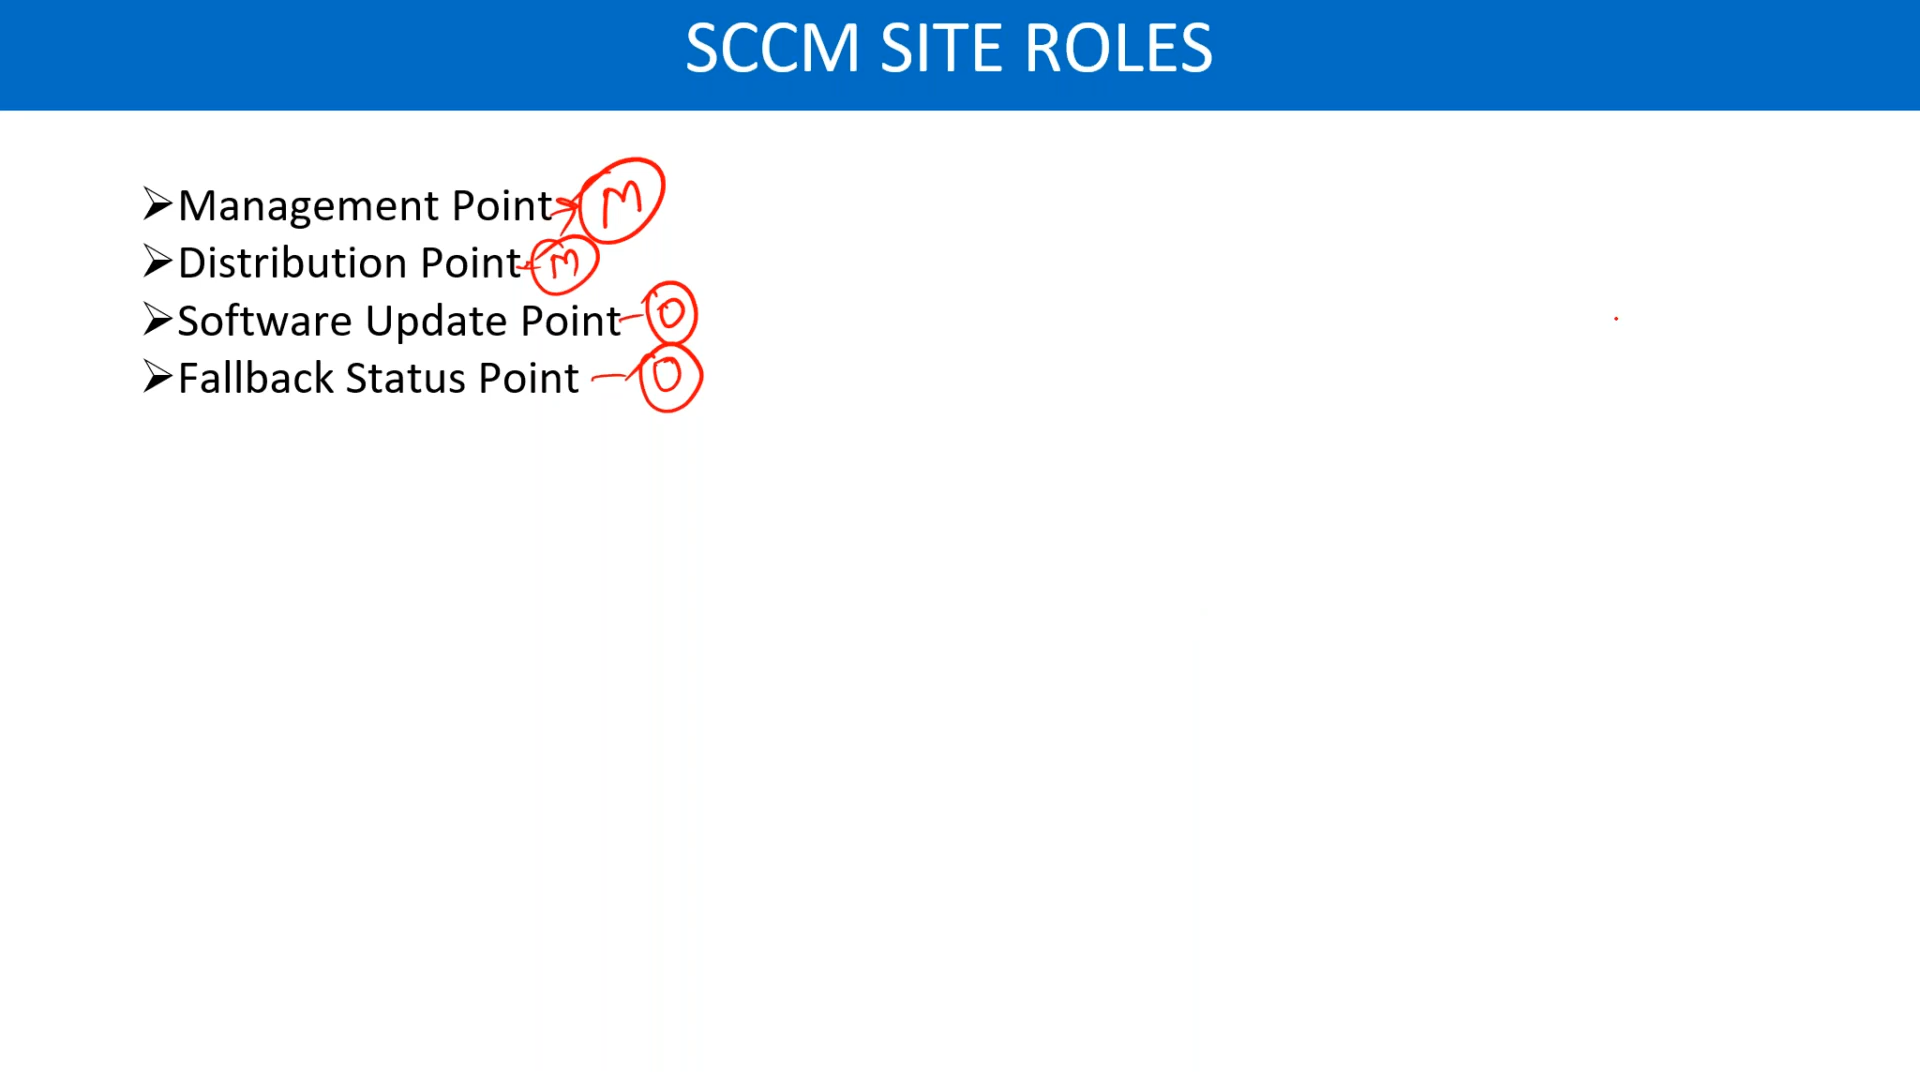 SCCM SITE ROLES
Management Point M
Distribution Point M
Software Update Point O
Fallback Status Point O